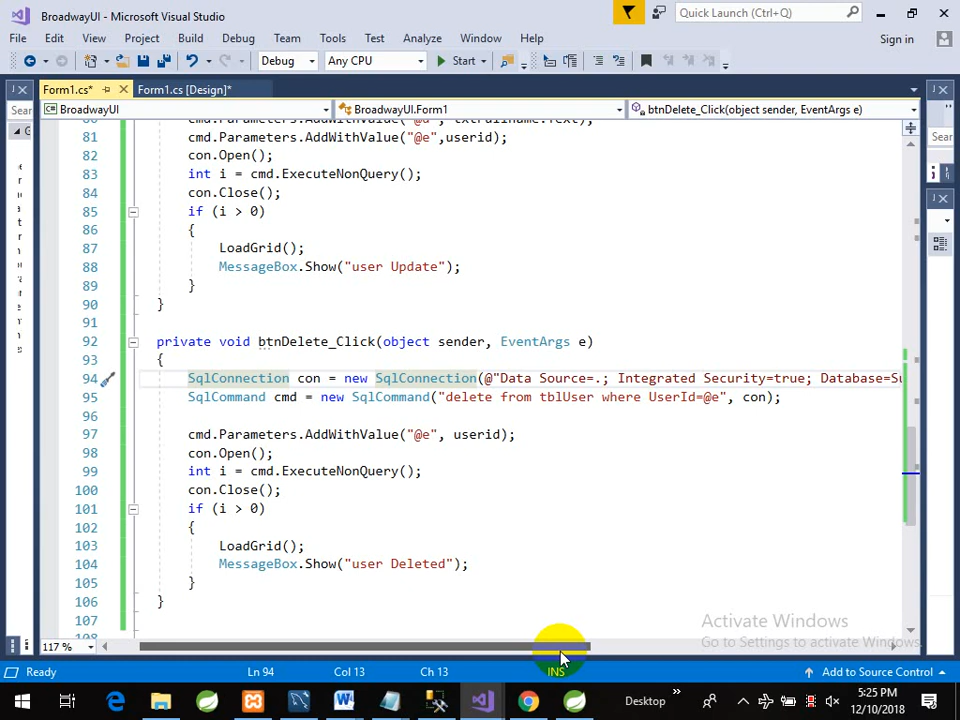 BroadwayUI - Microsoft Visual Studio
Quick Launch (Ctrl+Q)
File Edit View Project Build Debug Team Tools Test Analyze Window Help Sign in
Debug Any CPU Start
Form1.cs* Form1.cs [Design]*
BroadwayUI BroadwayUI.Form1 btnDelete_Click(object sender, EventArgs e)
Sear
Sear
81 cmd.Parameters.AddWithValue("@e",userid);
82 con.Open();
83 int i = cmd.ExecuteNonQuery();
84 con.Close();
85 if (i > 0)
86 {
87 LoadGrid();
88 MessageBox.Show("user Update");
89 }
90 }
91
92 private void btnDelete_Click(object sender, EventArgs e)
93 {
94 SqlConnection con = new SqlConnection(@"Data Source=.; Integrated Security=true; Database=Su
95 SqlCommand cmd = new SqlCommand("delete from tblUser where UserId=@e", con);
96
97 cmd.Parameters.AddWithValue("@e", userid);
98 con.Open();
99 int i = cmd.ExecuteNonQuery();
100 con.Close();
101 if (i > 0)
102 {
103 LoadGrid();
104 MessageBox.Show("user Deleted");
105 }
106 }
107
108
Activate Windows
Go to Settings to activate Windows.
117 %
Ready Ln 94 Col 13 Ch 13 INS Add to Source Control
Desktop
5:25 PM
12/10/2018